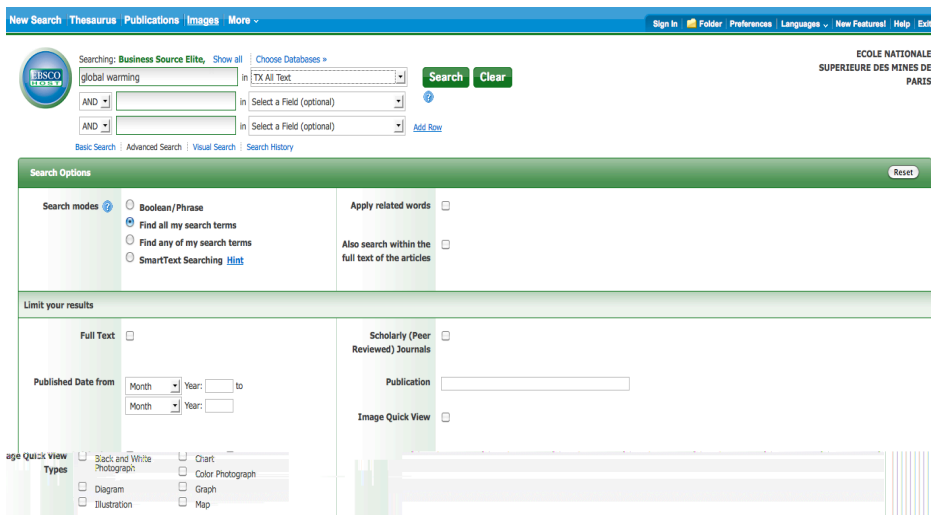 New Search Thesaurus Publications Images More
Sign In Folder Preferences Languages New Features! Help Exit
Searching: Business Source Elite, Show all Choose Databases »
ECOLE NATIONALE
SUPERIEURE DES MINES DE
PARIS
EBSCO
HOST
global warming in TX All Text Search Clear
AND in Select a Field (optional)
AND in Select a Field (optional) Add Row
Basic Search Advanced Search Visual Search Search History
Search Options Reset
Search modes ? Boolean/Phrase
Find all my search terms
Find any of my search terms
SmartText Searching Hint
Apply related words
Also search within the
full text of the articles
Limit your results
Full Text
Scholarly (Peer
Reviewed) Journals
Published Date from Month Year: to
Month Year:
Publication
Image Quick View
age Quick View
Types
Black and White
Photograph
Chart
Color Photograph
Diagram Graph
Illustration Map